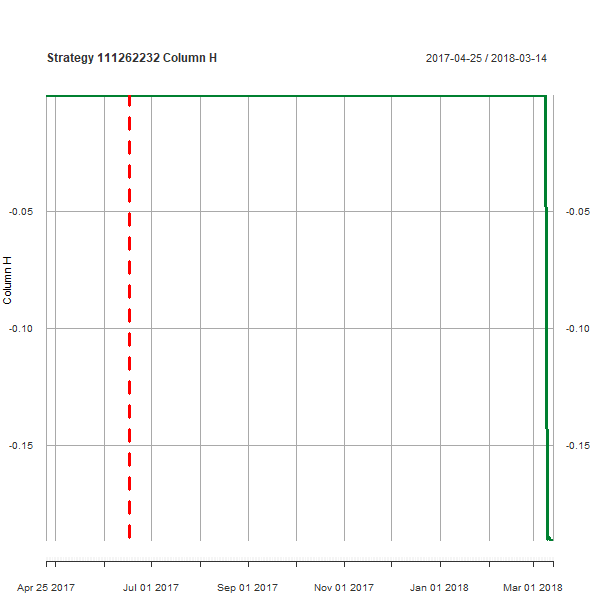 Strategy 111262232 Column H
2017-04-25 / 2018-03-14
-0.05
-0.05
Column H
-0.10
-0.10
-0.15
-0.15
Apr 25 2017
Jul 01 2017
Sep 01 2017
Nov 01 2017
Jan 01 2018
Mar 01 2018